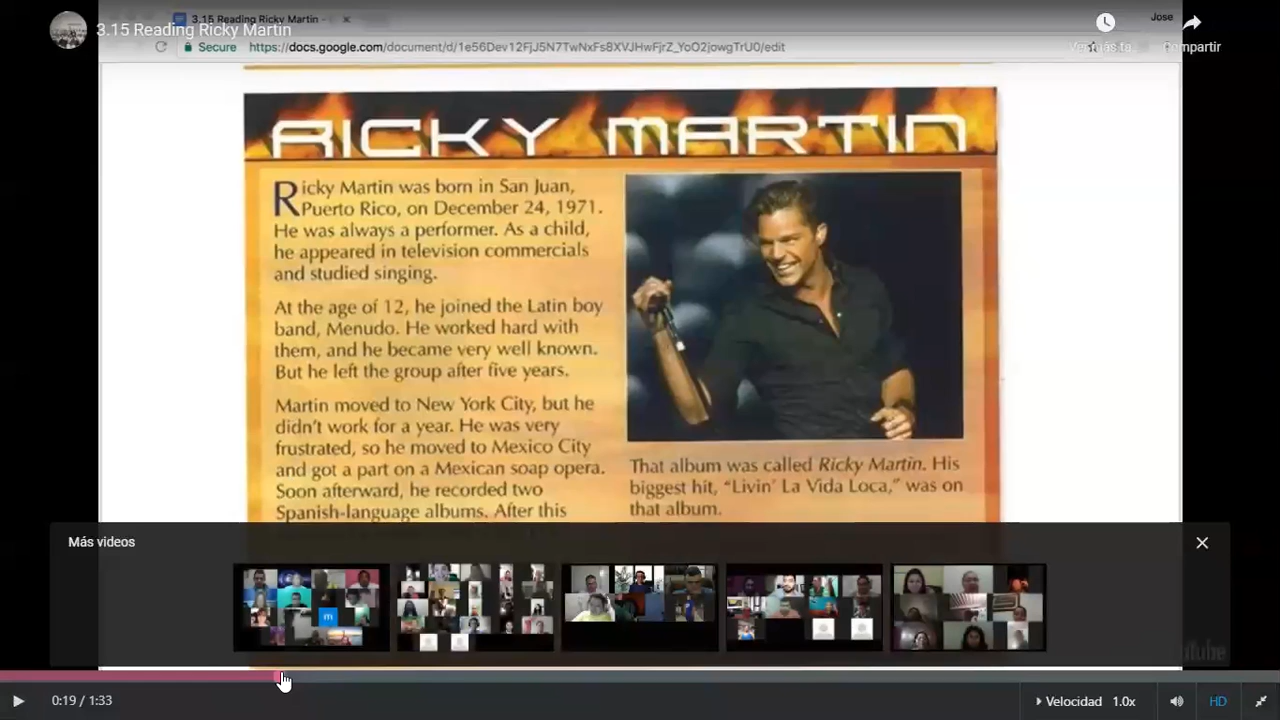 3.15 Reading Ricky Martin -
Jose
3.15 Reading Ricky Martin
Secure https://docs.google.com/document/d/1e56Dev12FjJ5N7TwNxFs8XVJHwFjrZ_YoO2jowgTrU0/edit
Compartir
RICKY MARTIN
Ricky Martin was born in San Juan,
Puerto Rico, on December 24, 1971.
He was always a performer. As a child,
he appeared in television commercials
and studied singing.
At the age of 12, he joined the Latin boy
band, Menudo. He worked hard with
them, and he became very well known.
But he left the group after five years.
Martin moved to New York City, but he
didn't work for a year. He was very
frustrated, so he moved to Mexico City
and got a part on a Mexican soap opera.
Soon afterward, he recorded two
Spanish-language albums. After this
That album was called Ricky Martin. His
biggest hit, "Livin' La Vida Loca," was on
that album.
Más videos
m
0:19 / 1:33
Velocidad 1.0x
HD